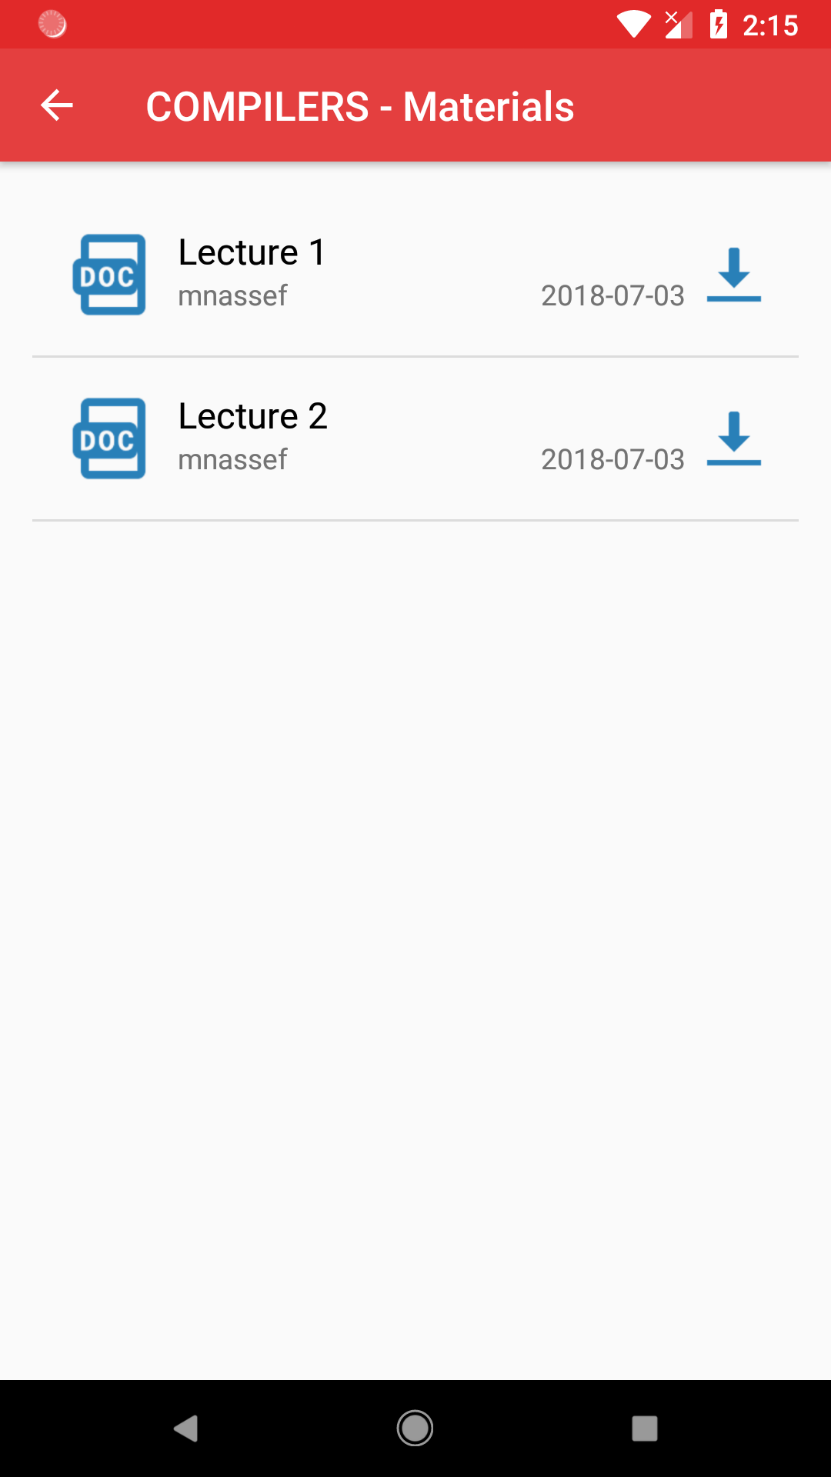 2:15
COMPILERS - Materials
DOC
Lecture 1
mnassef
2018-07-03
DOC
Lecture 2
mnassef
2018-07-03